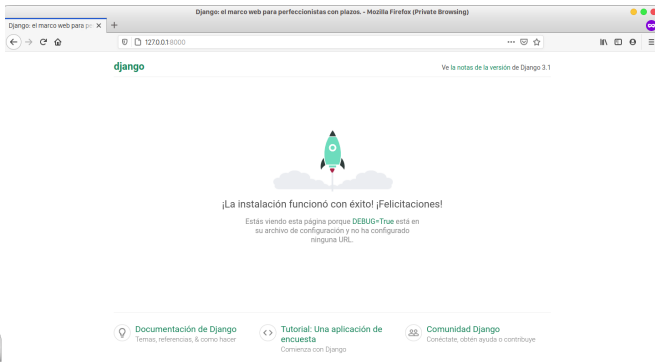 Django: el marco web para perfeccionistas con plazos. - Mozilla Firefox (Private Browsing)
Django: el marco web para pe
127.0.0.1:8000
django
Ve la notas de la versión de Django 3.1
¡La instalación funcionó con éxito! ¡Felicitaciones!
Estás viendo esta página porque DEBUG=True está en
su archivo de configuración y no ha configurado
ninguna URL.
Documentación de Django
Temas, referencias, & como hacer
Tutorial: Una aplicación de
encuesta
Comienza con Django
Comunidad Django
Conéctate, obtén ayuda o contribuye